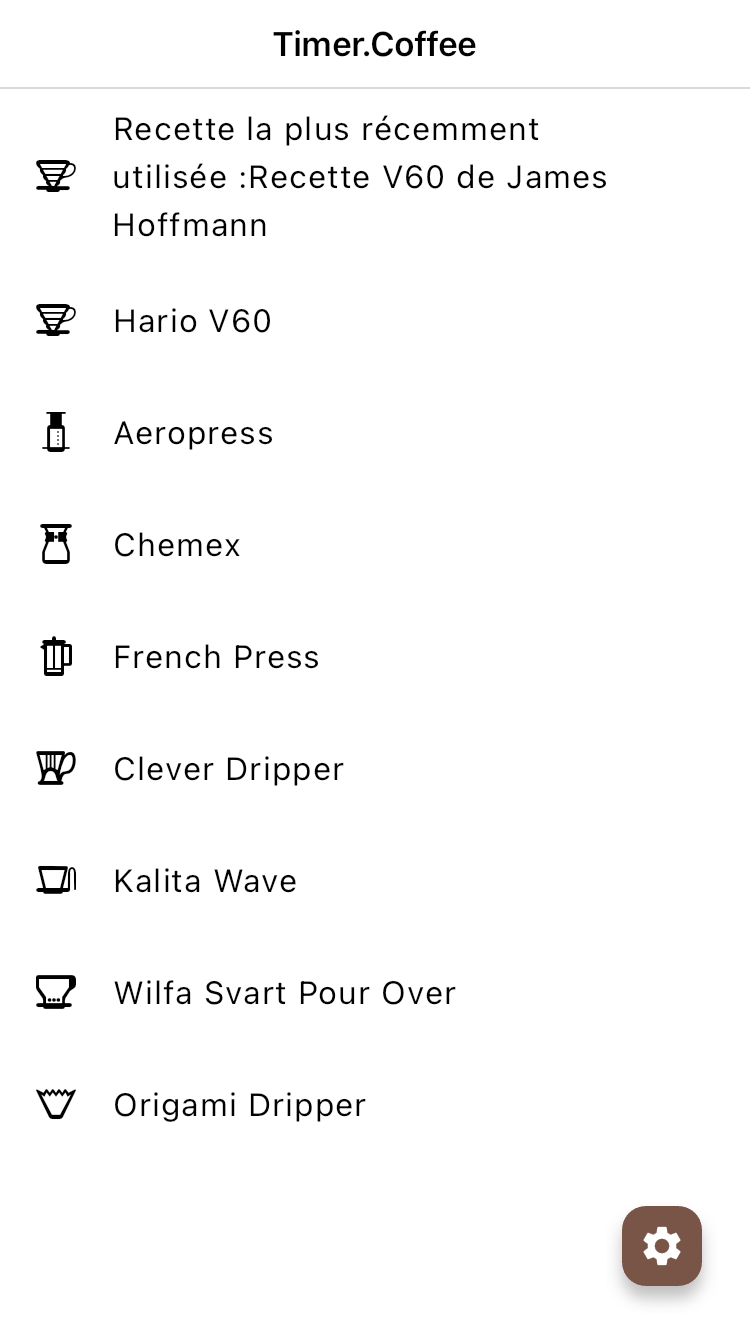 Timer.Coffee
Recette la plus récemment
utilisée :Recette V60 de James
Hoffmann
Hario V60
Aeropress
Chemex
French Press
Clever Dripper
Kalita Wave
Wilfa Svart Pour Over
Origami Dripper